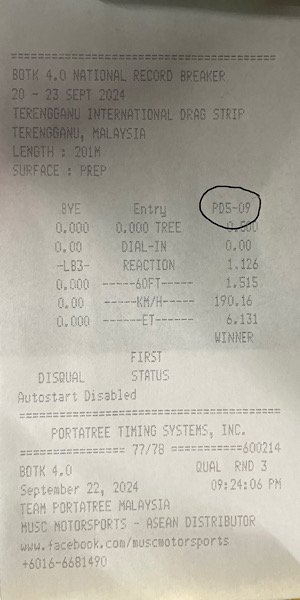 ================================
BOTK 4.0 NATIONAL RECORD BREAKER
20 - 23 SEPT 2024
TERENGGANU INTERNATIONAL DRAG STRIP
TERENGGANU, MALAYSIA
LENGTH : 201M
SURFACE : PREP
BYE Entry PD5-09
0.000 0.000 TREE 0.000
0.00 DIAL-IN 0.00
-LB3- REACTION 1.126
0.000 ------60FT------ 1.515
0.00 ------KM/H----- 190.16
0.000 -------ET------- 6.131
WINNER
FIRST
DISQUAL STATUS
Autostart Disabled
================================
PORTATREE TIMING SYSTEMS, INC.
============== 77/78 ===========600214
BOTK 4.0 QUAL RND 3
September 22, 2024 09:24:06 PM
TEAM PORTATREE MALAYSIA
MUSC MOTORSPORTS - ASEAN DISTRIBUTOR
www.facebook.com/muscmotorsports
+6016-6681490